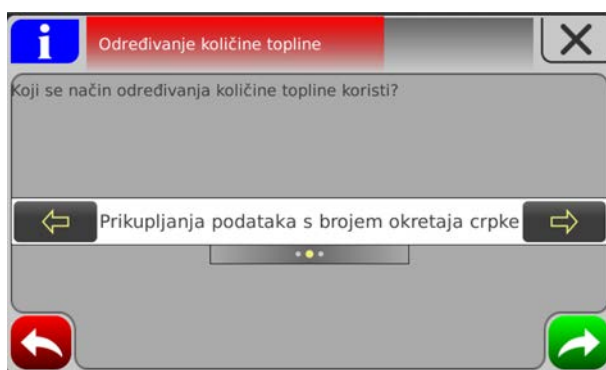 i
Određivanje količine topline
Koji se način određivanja količine topline koristi?
Prikupljanja podataka s brojem okretaja crpke